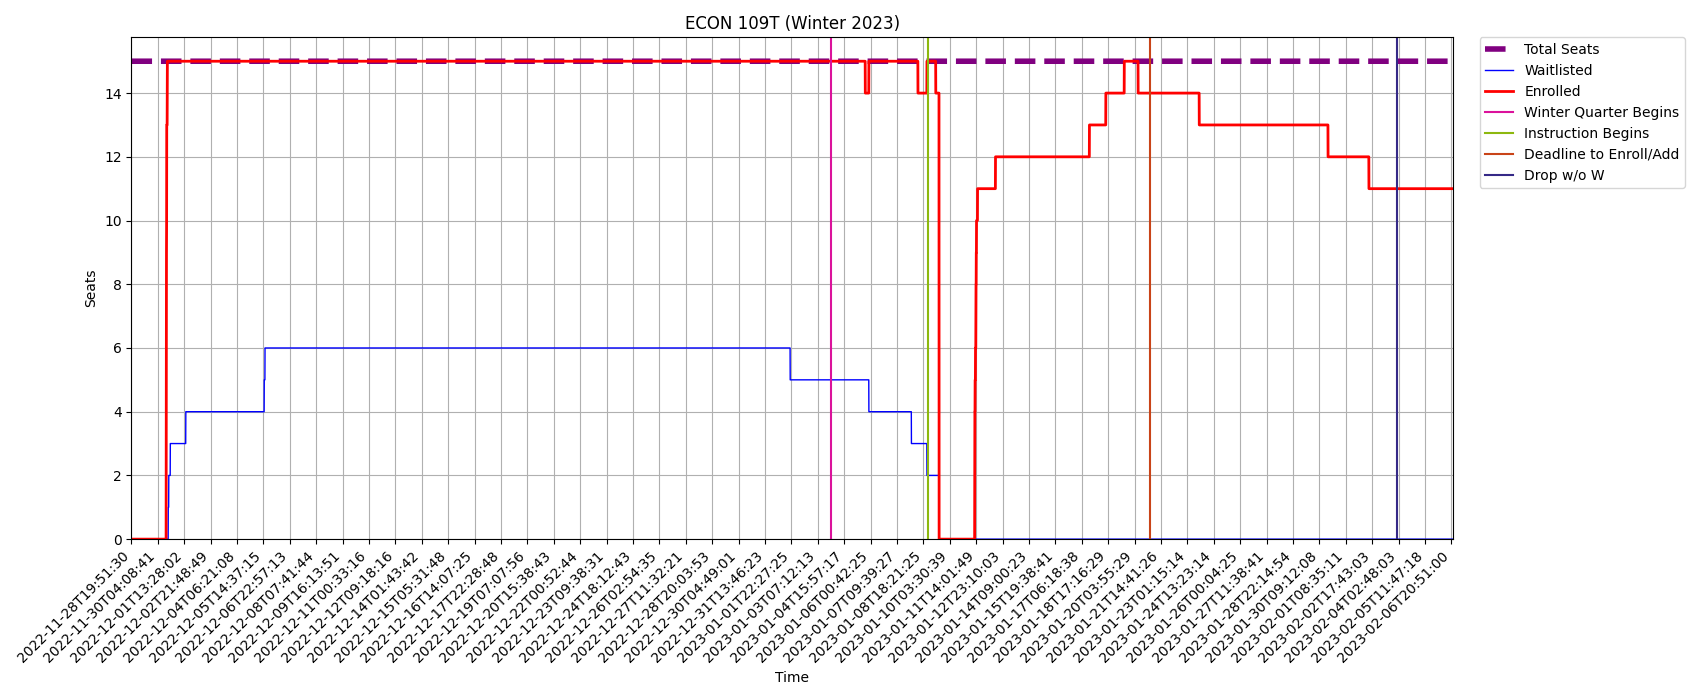 ECON 109T (Winter 2023)
Total Seats
Waitlisted
Enrolled
Winter Quarter Begins
Instruction Begins
Deadline to Enroll/Add
Drop w/o W
Seats
14
12
10
8
6
4
2
0
2022-11-28T19:51:30
2022-11-30T04:08:41
2022-12-01T13:28:02
2022-12-02T21:48:49
2022-12-04T06:21:08
2022-12-05T14:37:15
2022-12-06T22:57:13
2022-12-08T07:41:44
2022-12-09T16:13:51
2022-12-11T00:33:16
2022-12-12T09:18:16
2022-12-14T01:43:42
2022-12-15T05:31:48
2022-12-16T14:07:25
2022-12-17T22:28:48
2022-12-19T07:07:56
2022-12-20T15:38:43
2022-12-22T00:52:44
2022-12-23T09:38:31
2022-12-24T18:12:43
2022-12-26T02:54:35
2022-12-27T11:32:21
2022-12-28T20:03:53
2022-12-30T04:49:01
2022-12-31T13:46:23
2023-01-01T22:27:25
2023-01-03T07:12:13
2023-01-04T15:57:17
2023-01-06T00:42:25
2023-01-07T09:39:27
2023-01-08T18:21:25
2023-01-10T03:30:39
2023-01-11T14:01:49
2023-01-12T23:10:03
2023-01-14T09:00:23
2023-01-15T19:38:41
2023-01-17T06:18:38
2023-01-18T17:16:29
2023-01-20T03:55:29
2023-01-21T14:41:26
2023-01-23T01:15:14
2023-01-24T13:23:14
2023-01-26T00:04:25
2023-01-27T11:38:41
2023-01-28T22:14:54
2023-01-30T09:12:08
2023-02-01T08:35:11
2023-02-02T17:43:03
2023-02-04T02:48:03
2023-02-05T11:47:18
2023-02-06T20:51:00
Time